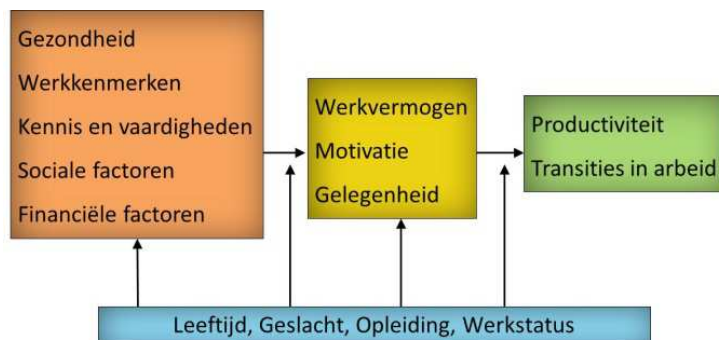 Gezondheid
Werkkenmerken
Kennis en vaardigheden
Sociale factoren
Financiële factoren
Werkvermogen
Motivatie
Gelegenheid
Productiviteit
Transities in arbeid
Leeftijd, Geslacht, Opleiding, Werkstatus